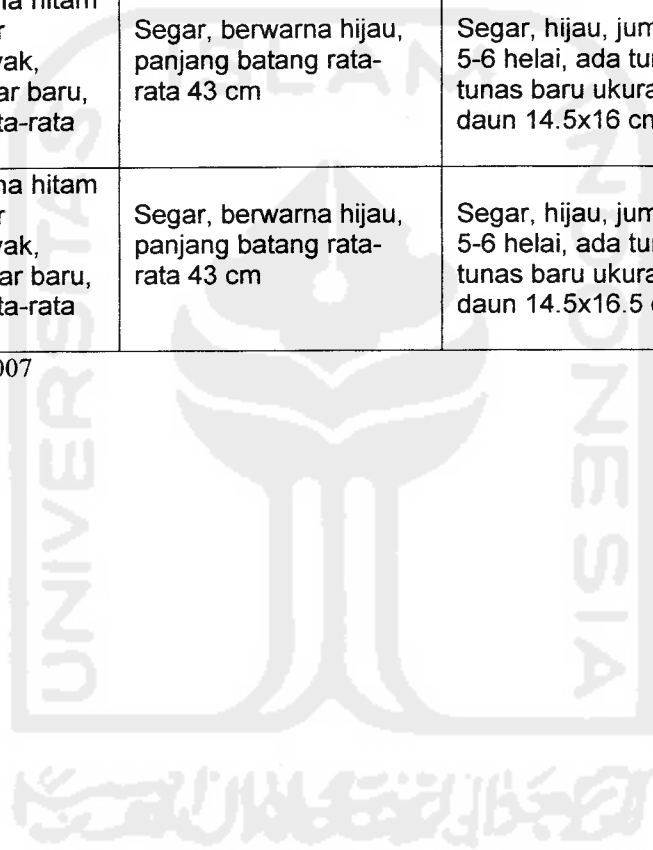 na hitam
r
yak,
ar baru,
ta-rata
Segar, berwarna hijau,
panjang batang rata-
rata 43 cm
Segar, hijau, jum
5-6 helai, ada tu
tunas baru ukura
daun 14.5x16 cm
na hitam
r
yak,
ar baru,
ta-rata
Segar, berwarna hijau,
panjang batang rata-
rata 43 cm
Segar, hijau, jum
5-6 helai, ada tu
tunas baru ukura
daun 14.5x16.5
007
ISLAM
UNIVERSITAS
INDONESIA